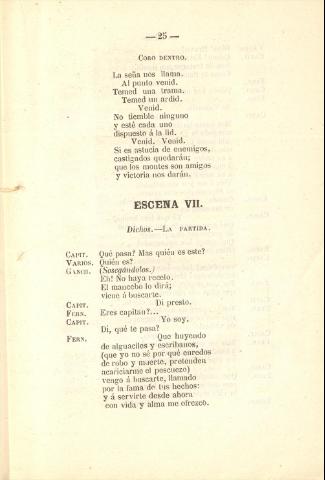 — 25 —
CORO DENTRO.
La seña nos llama.
Al punto venid.
Temed una trama.
Temed un ardid.
Venid.
No tiemble ninguno
y esté cada uno
dispuesto á la lid.
Venid. Venid.
Si es astucia de enemigos,
castigados quedarán;
que los montes son amigos
y victoria nos darán.
ESCENA VII.
Dichos.—LA PARTIDA.
CAPIT. Qué pasa? Mas quién es este?
VARIOS. Quién es?
GANCH. (Sosegándolos.)
Eh! No haya recelo.
El mancebo lo dirá;
viene á buscarte.
CAPIT. Di presto.
FERN. Eres capitan?...
CAPIT. Yo soy.
Di, qué te pasa?
FERN, Que huyendo
de alguaciles y escribanos,
(que yo no sé por qué enredos
de robo y muerte, pretenden
acariciarme el pescuezo)
vengo á buscarte, llamado
por la fama de tus hechos:
y á servirte desde ahora
con vida y alma me ofrezco.